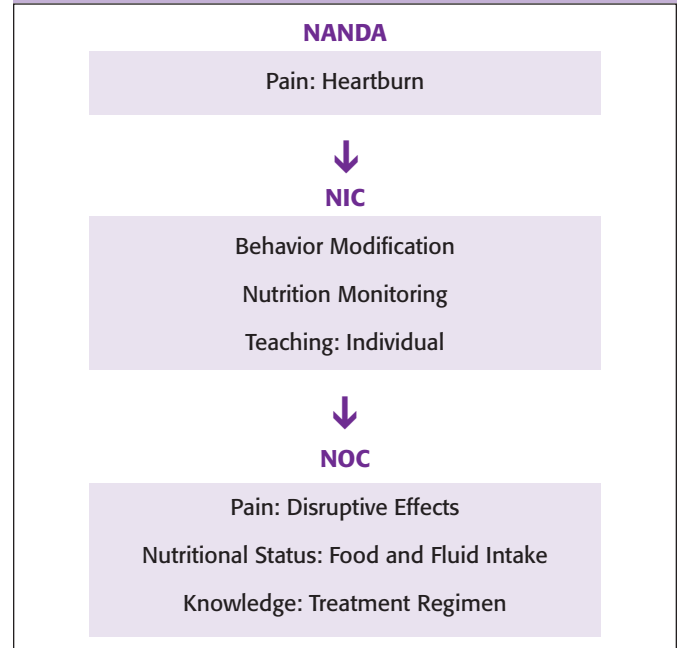 NANDA
Pain: Heartburn
NIC
Behavior Modification
Nutrition Monitoring
Teaching: Individual
NOC
Pain: Disruptive Effects
Nutritional Status: Food and Fluid Intake
Knowledge: Treatment Regimen